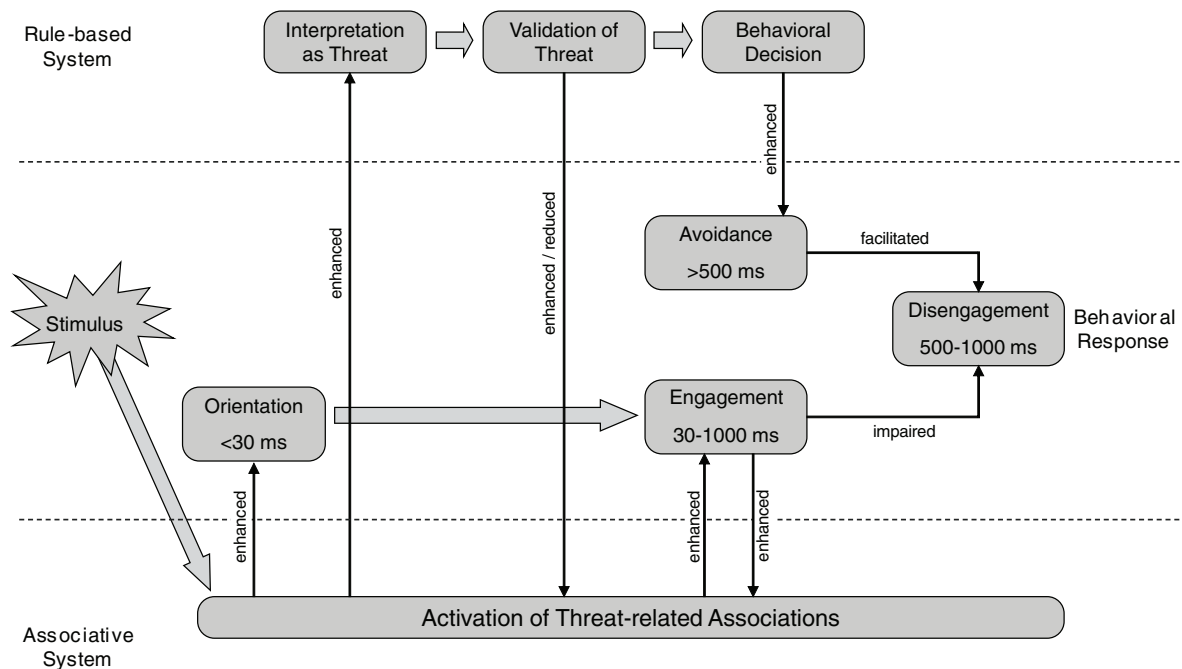 Rule-based
System
Interpretation
as Threat
Validation of
Threat
Behavioral
Decision
enhanced
enhanced
enhanced / reduced
Avoidance
>500 ms
facilitated
Disengagement
500-1000 ms
Behavioral
Response
Stimulus
Orientation
<30 ms
Engagement
30-1000 ms
impaired
enhanced
enhanced
enhanced
Activation of Threat-related Associations
Associative
System